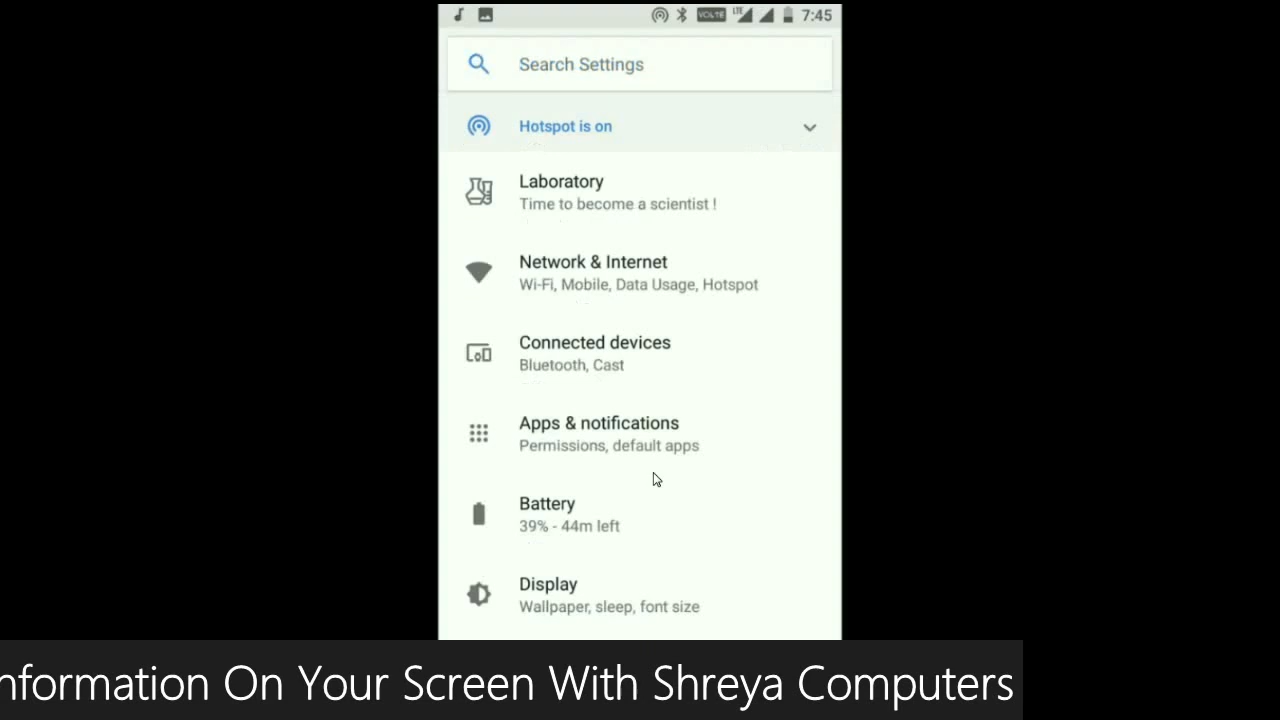 VOLTE LTE 7:45
Search Settings
Hotspot is on
Laboratory
Time to become a scientist !
Network & Internet
Wi-Fi, Mobile, Data Usage, Hotspot
Connected devices
Bluetooth, Cast
Apps & notifications
Permissions, default apps
Battery
39% - 44m left
Display
Wallpaper, sleep, font size
nformation On Your Screen With Shreya Computers